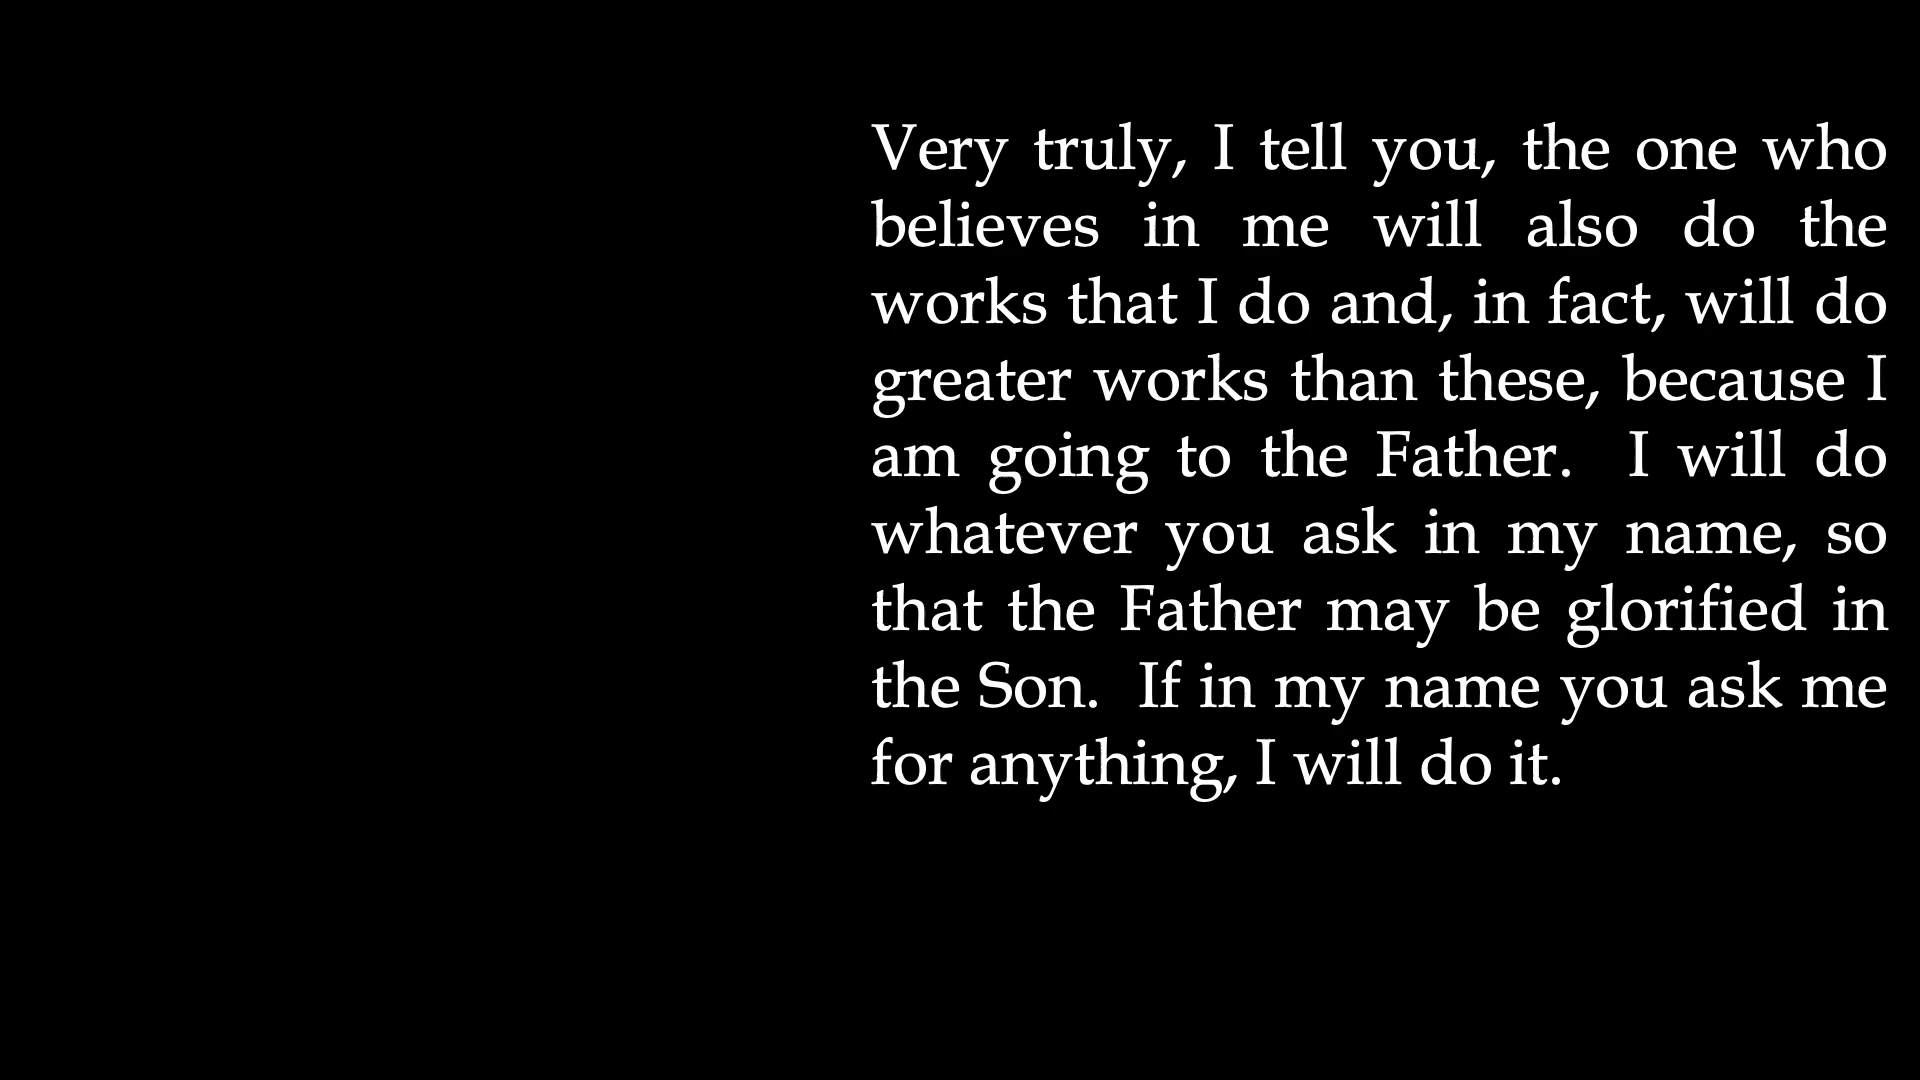 Very truly, I tell you, the one who
believes in me will also do the
works that I do and, in fact, will do
greater works than these, because I
am going to the Father.  I will do
whatever you ask in my name, so
that the Father may be glorified in
the Son.  If in my name you ask me
for anything, I will do it.